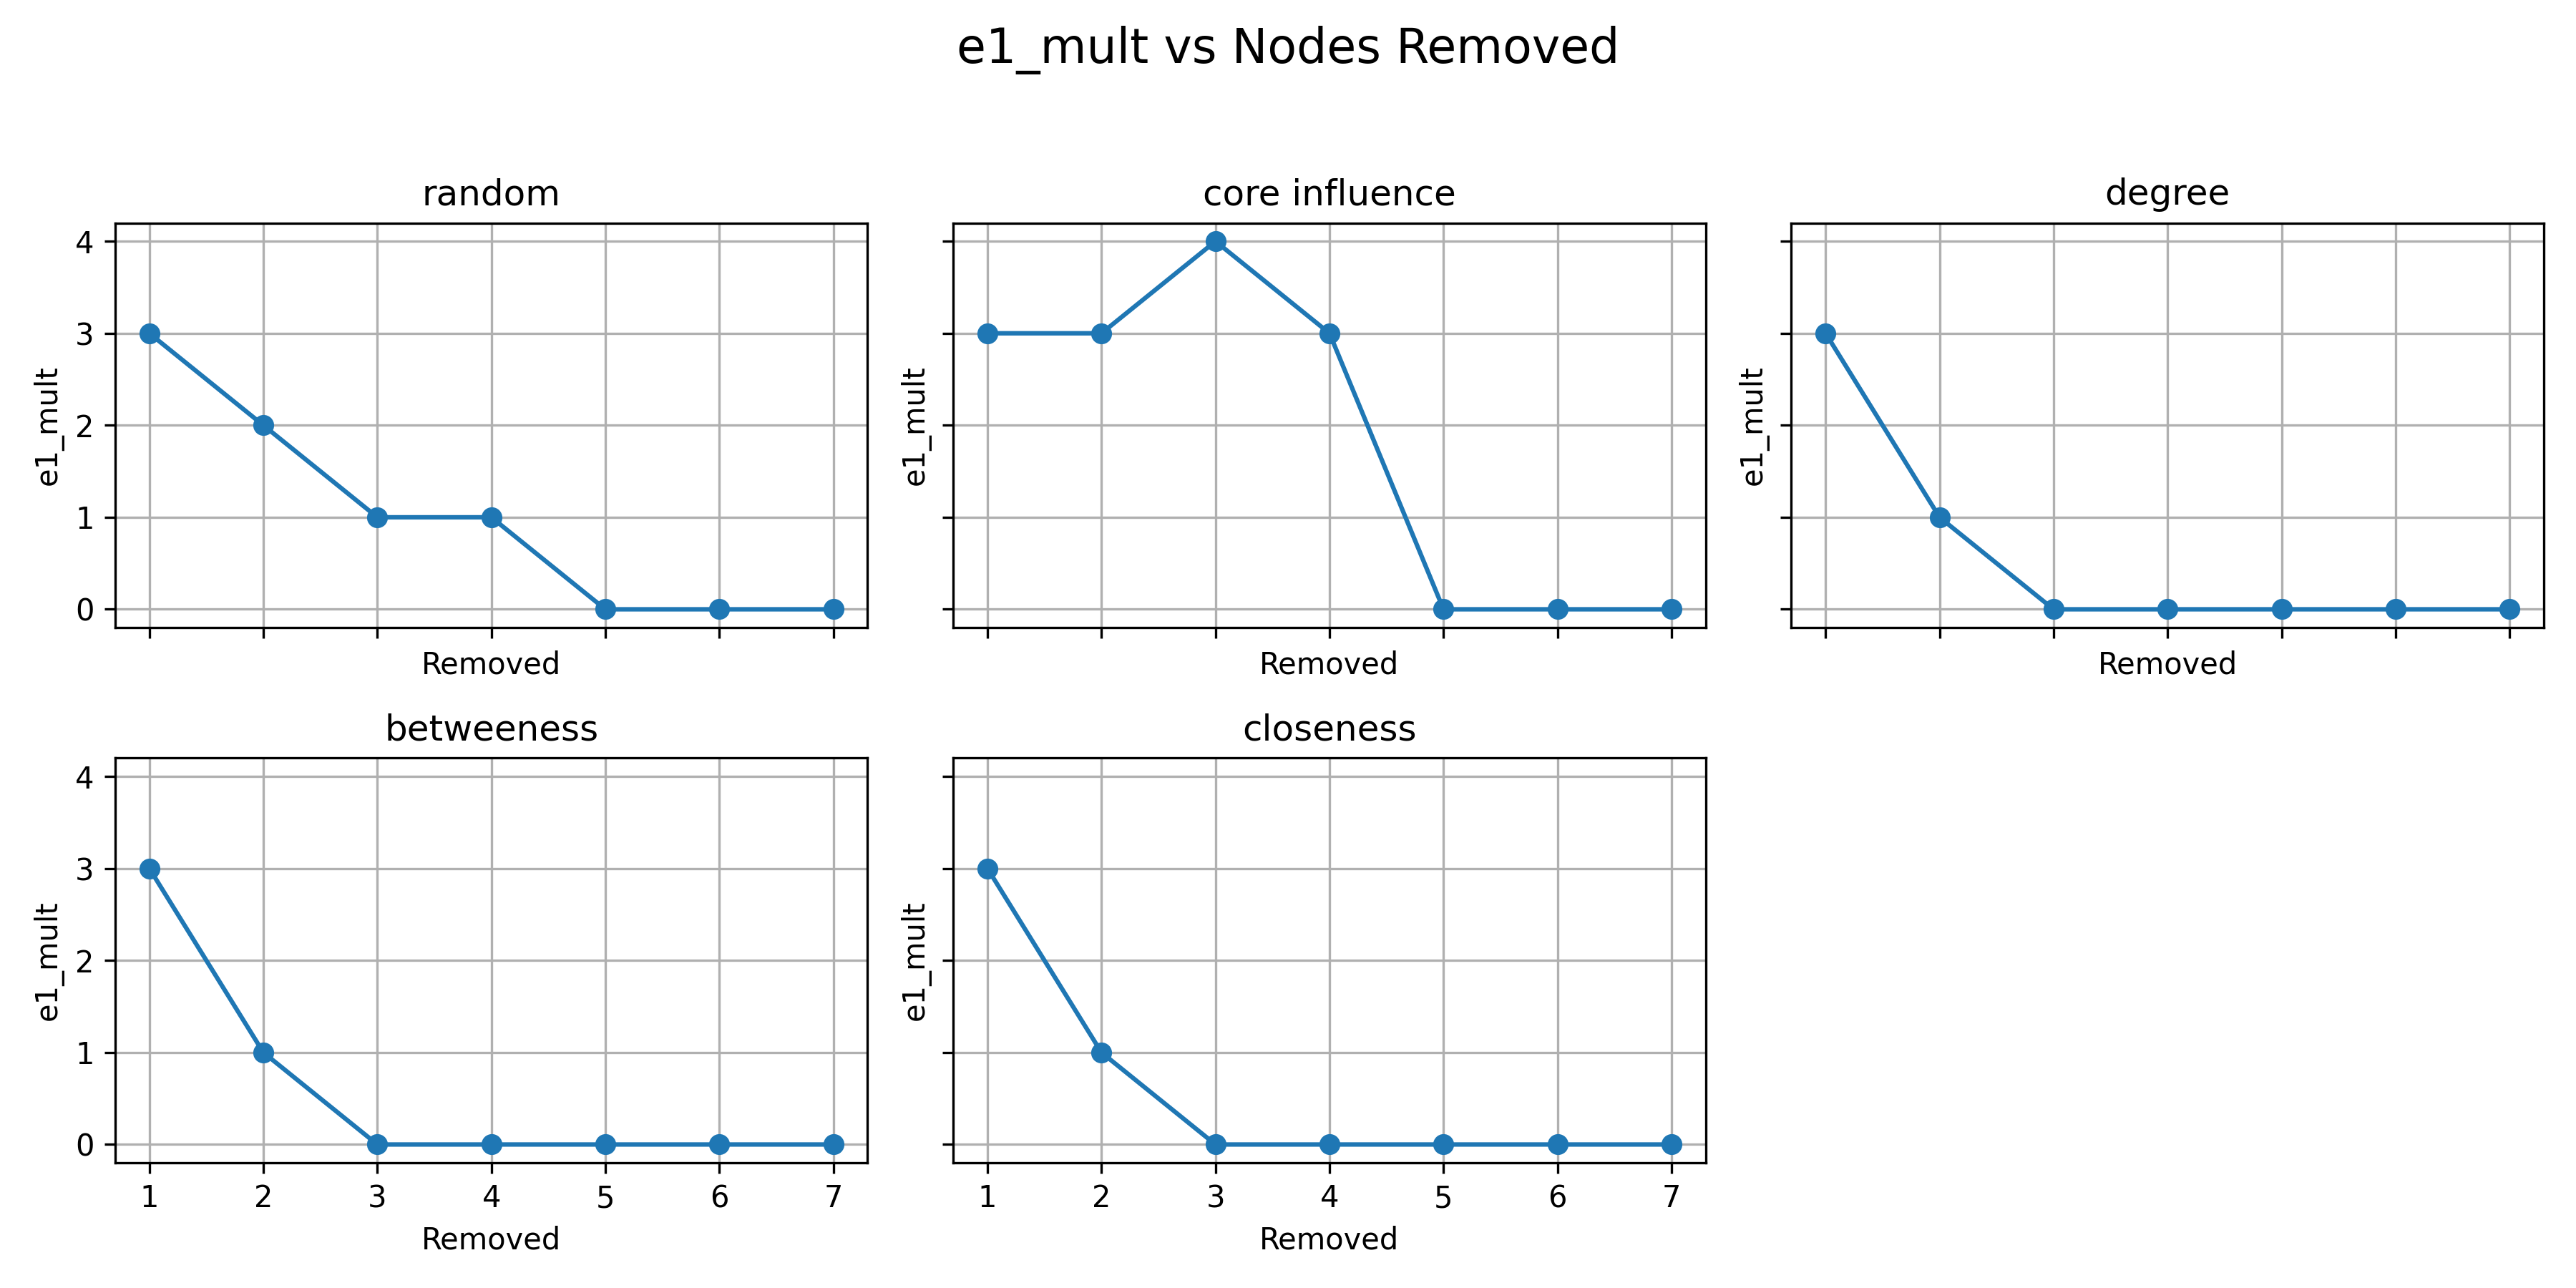 e1_mult vs Nodes Removed
random
4
3
2
1
0
e1_mult
Removed
core influence
e1_mult
Removed
degree
e1_mult
Removed
betweeness
4
3
2
1
0
e1_mult
1 2 3 4 5 6 7
Removed
closeness
e1_mult
1 2 3 4 5 6 7
Removed